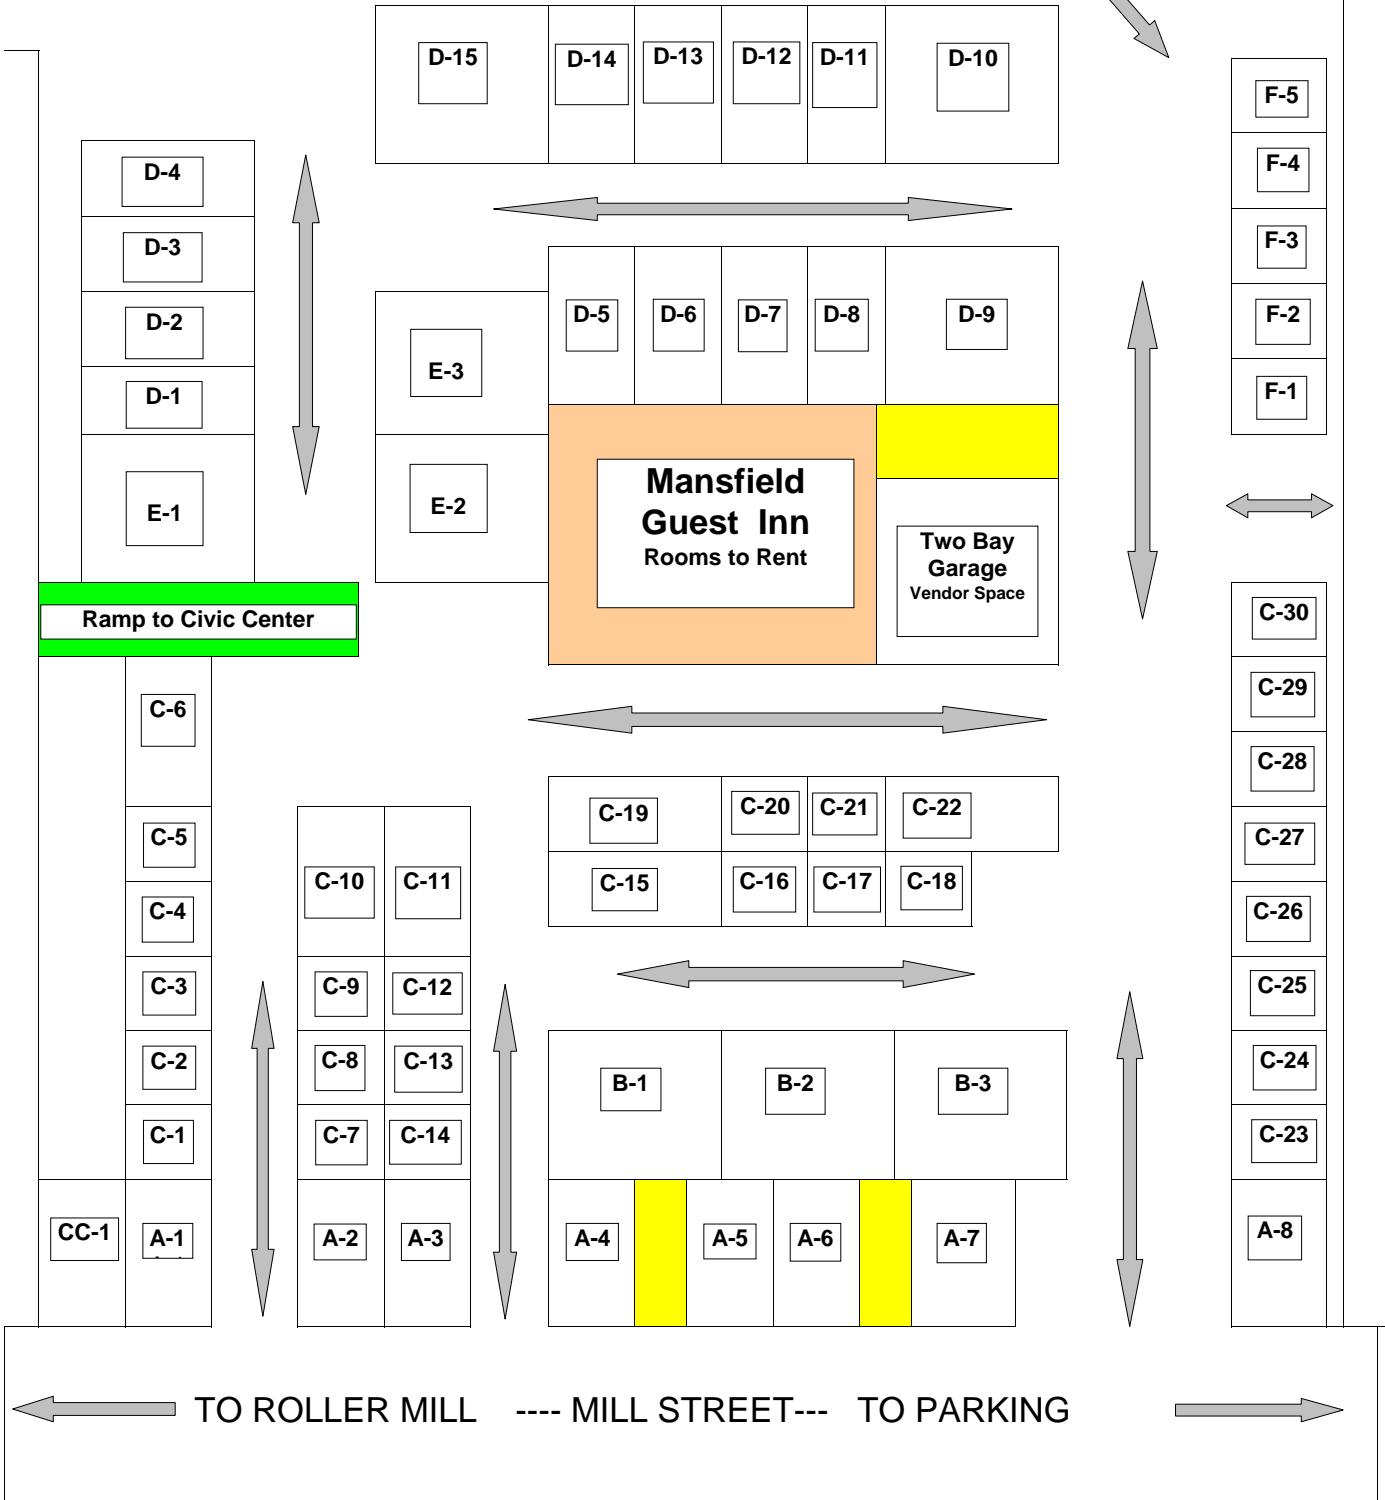 D-15 D-14 D-13 D-12 D-11 D-10
F-5
F-4
D-4
F-3
D-3
D-5 D-6 D-7 D-8 D-9
F-2
D-2
E-3
F-1
D-1
Mansfield
Guest Inn
Rooms to Rent
E-2
E-1
Two Bay
Garage
Vendor Space
Ramp to Civic Center
C-30
C-6
C-29
C-28
C-19 C-20 C-21 C-22
C-5
C-27
C-10 C-11
C-15 C-16 C-17 C-18
C-4
C-26
C-3
C-9 C-12
C-25
C-2
C-8 C-13
C-24
B-1 B-2 B-3
C-1
C-7 C-14
C-23
CC-1 A-1 A-2 A-3 A-4 A-5 A-6 A-7 A-8
TO ROLLER MILL ---- MILL STREET--- TO PARKING